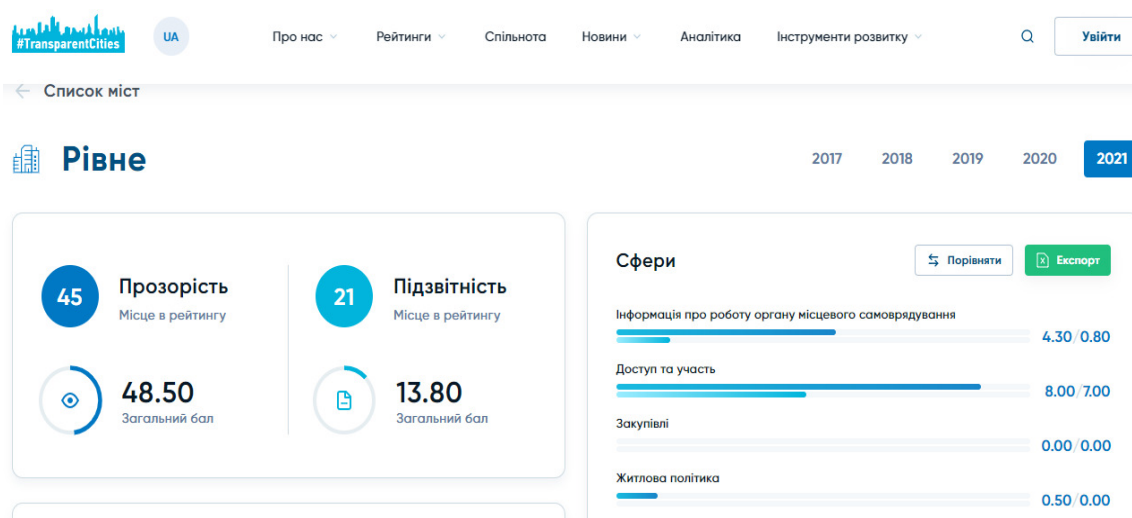 #TransparentCities
UA
Про нас
Рейтинги
Спільнота
Новини
Аналітика
Інструменти розвитку
Увійти
Список міст
Рівне
2017
2018
2019
2020
2021
45
Прозорість
Місце в рейтингу
21
Підзвітність
Місце в рейтингу
48.50
Загальний бал
13.80
Загальний бал
Сфери
Порівняти
Експорт
Інформація про роботу органу місцевого самоврядування
4.30/0.80
Доступ та участь
8.00/7.00
Закупівлі
0.00/0.00
Житлова політика
0.50/0.00